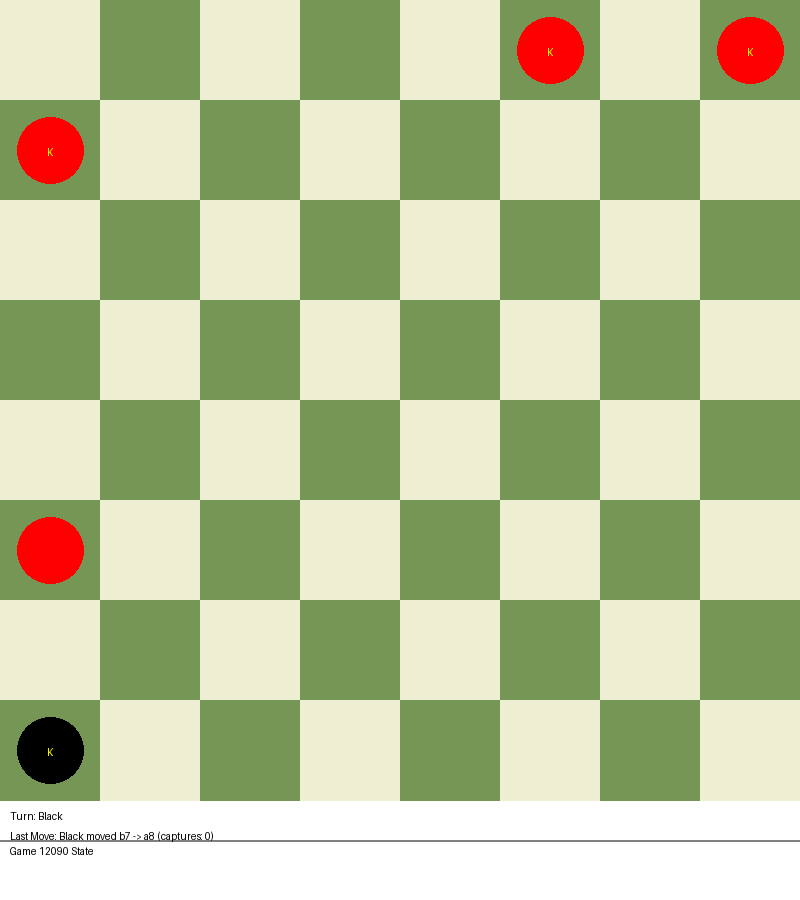 K K
K
K
Turn: Black
Last Move: Black moved b7 -> a8 (captures: 0)
Game 12090 State